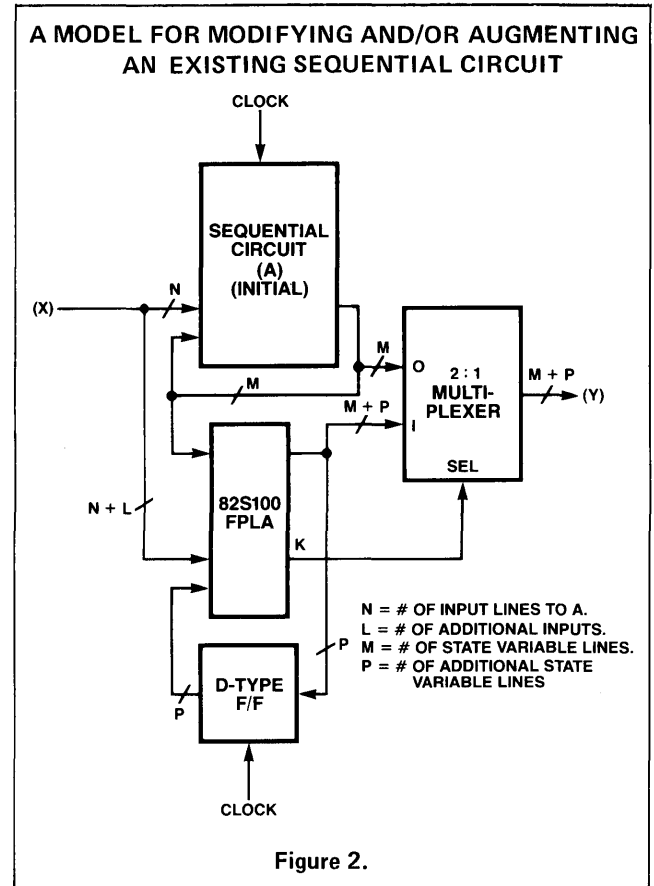 A MODEL FOR MODIFYING AND/OR AUGMENTING
AN EXISTING SEQUENTIAL CIRCUIT
CLOCK
SEQUENTIAL
CIRCUIT
(A)
(INITIAL)
N
(X)
M
O
2 : 1
MULTI-
PLEXER
M + P
(Y)
M
M + P
I
SEL
82S100
FPLA
N + L
K
N = # OF INPUT LINES TO A.
L = # OF ADDITIONAL INPUTS.
M = # OF STATE VARIABLE LINES.
P = # OF ADDITIONAL STATE
VARIABLE LINES
P
D-TYPE
F/F
P
CLOCK
Figure 2.